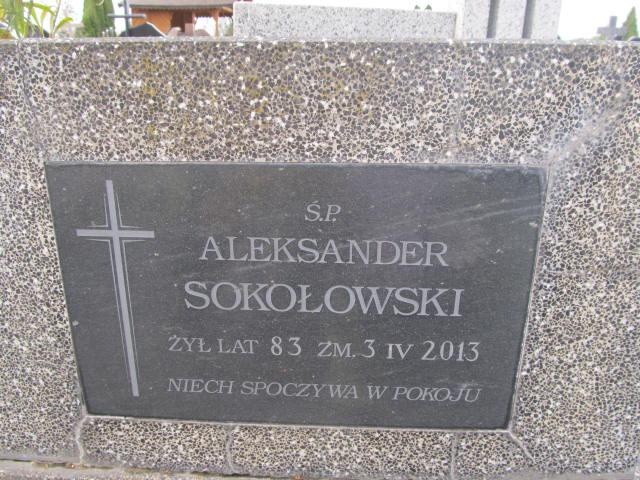 Ś.P.
ALEKSANDER
SOKOŁOWSKI
ŻYŁ LAT 83 ZM. 3 IV 2013
NIECH SPOCZYWA W POKOJU